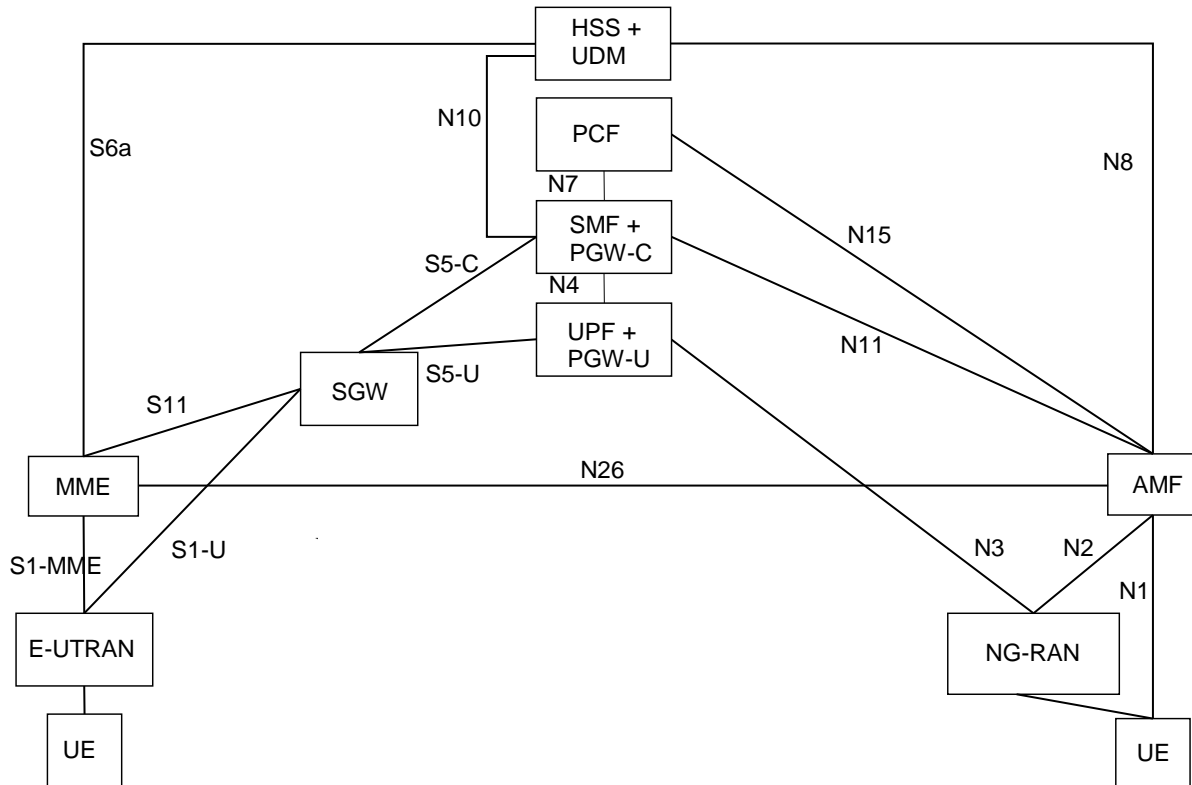 HSS +
UDM
N10
PCF
S6a
N8
N7
SMF +
PGW-C
N15
S5-C
N4
UPF +
PGW-U
N11
S5-U
SGW
S11
N26
MME
AMF
S1-U
N3
N2
S1-MME
N1
E-UTRAN
NG-RAN
UE
UE